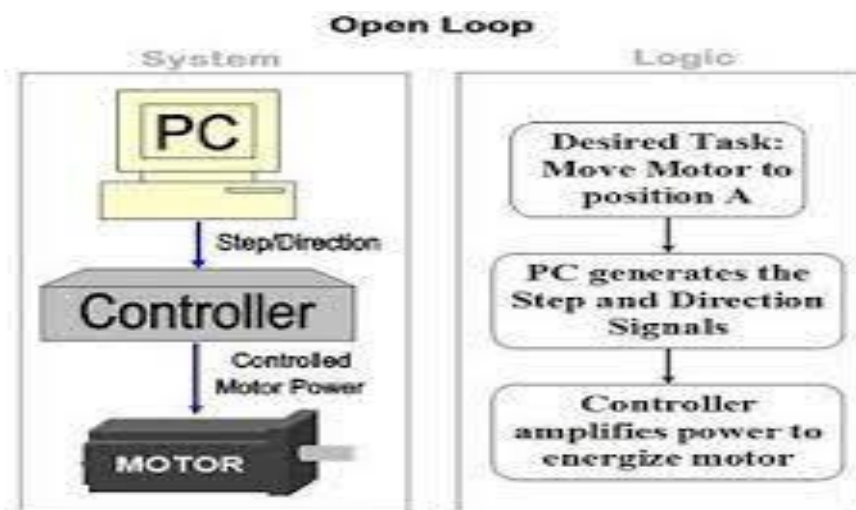 Open Loop
System
PC
Step/Direction
Controller
Controlled
Motor Power
MOTOR
Logic
Desired Task:
Move Motor to
position A
PC generates the
Step and Direction
Signals
Controller
amplifies power to
energize motor